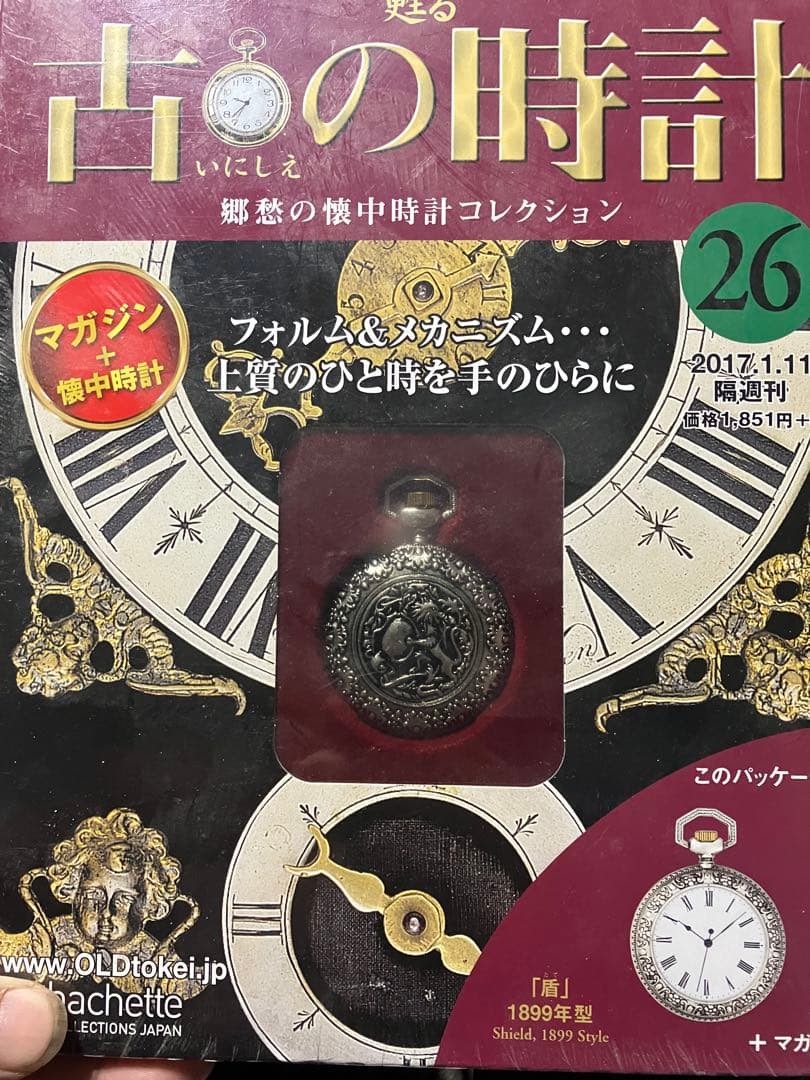 甦る
古の時計
いにしえ
郷愁の懐中時計コレクション
26
マガジン
+
懐中時計
フォルム&メカニズム・・・
上質のひと時を手のひらに
2017.1.11
隔週刊
価格1,851円+
このパッケー
www.OLDtokei.jp
hachette
COLLECTIONS JAPAN
たて
「盾」
1899年型
Shield, 1899 Style
+ マガ